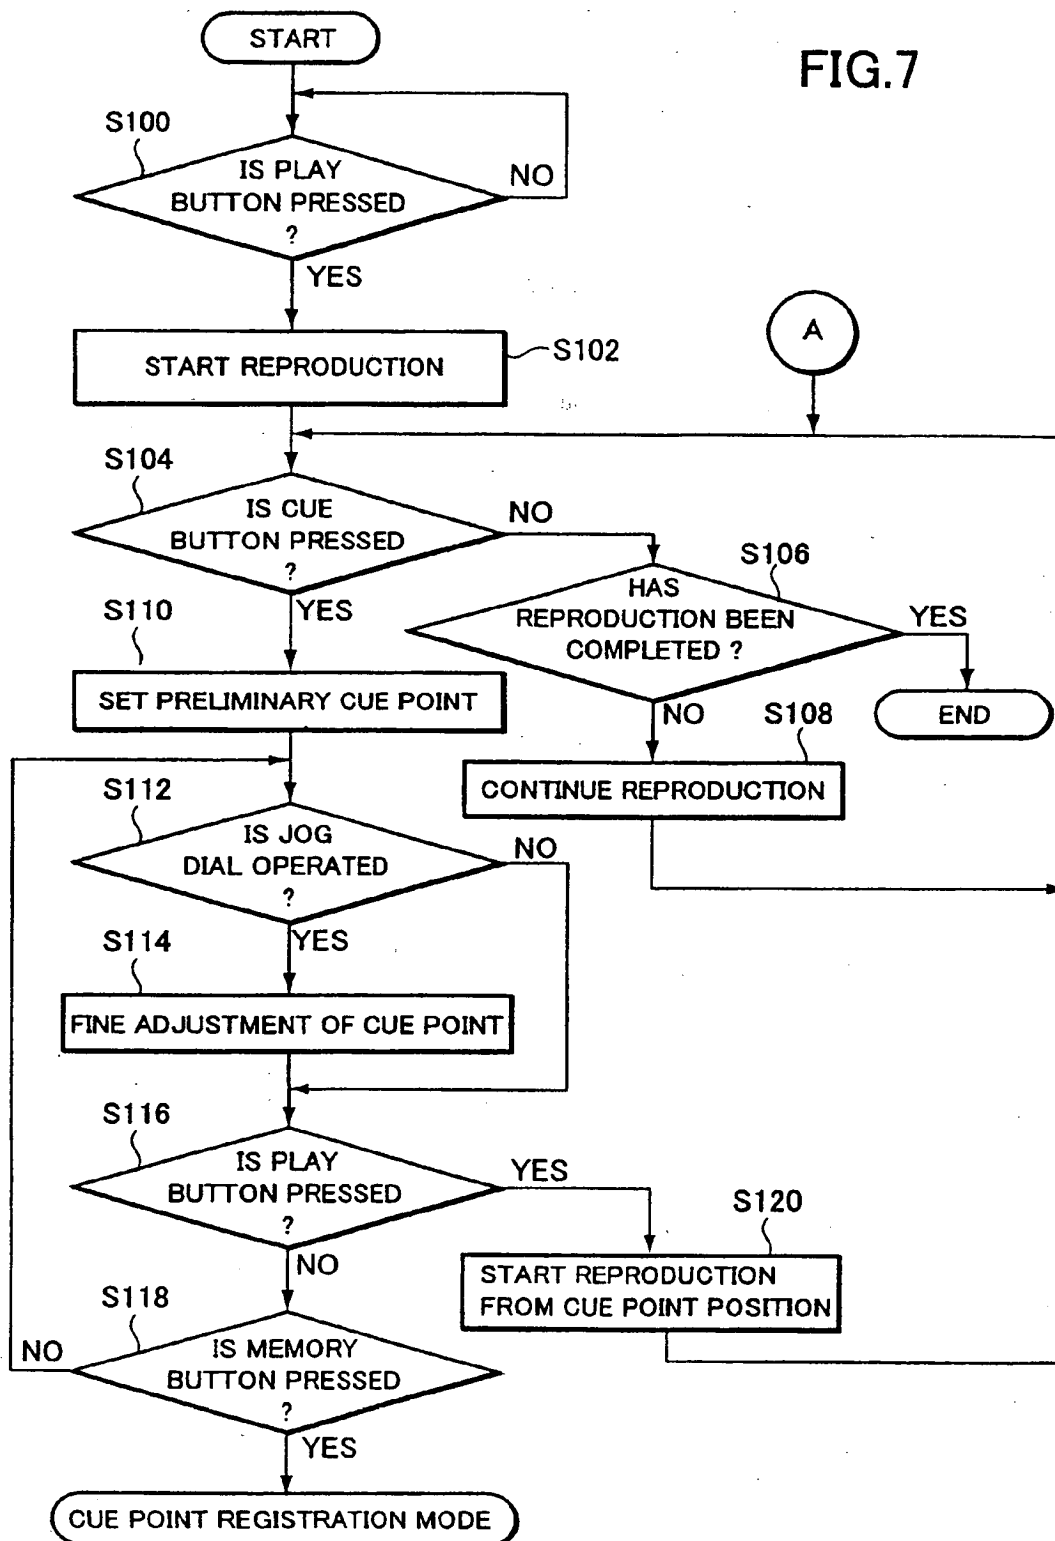 START
FIG.7
S100
IS PLAY
BUTTON PRESSED
?
NO
YES
START REPRODUCTION
S102
A
S104
IS CUE
BUTTON PRESSED
?
NO
YES
S106
HAS
REPRODUCTION BEEN
COMPLETED ?
YES
END
NO
S108
CONTINUE REPRODUCTION
S110
SET PRELIMINARY CUE POINT
S112
IS JOG
DIAL OPERATED
?
NO
YES
S114
FINE ADJUSTMENT OF CUE POINT
S116
IS PLAY
BUTTON PRESSED
?
YES
NO
S120
START REPRODUCTION
FROM CUE POINT POSITION
S118
IS MEMORY
BUTTON PRESSED
?
NO
YES
CUE POINT REGISTRATION MODE